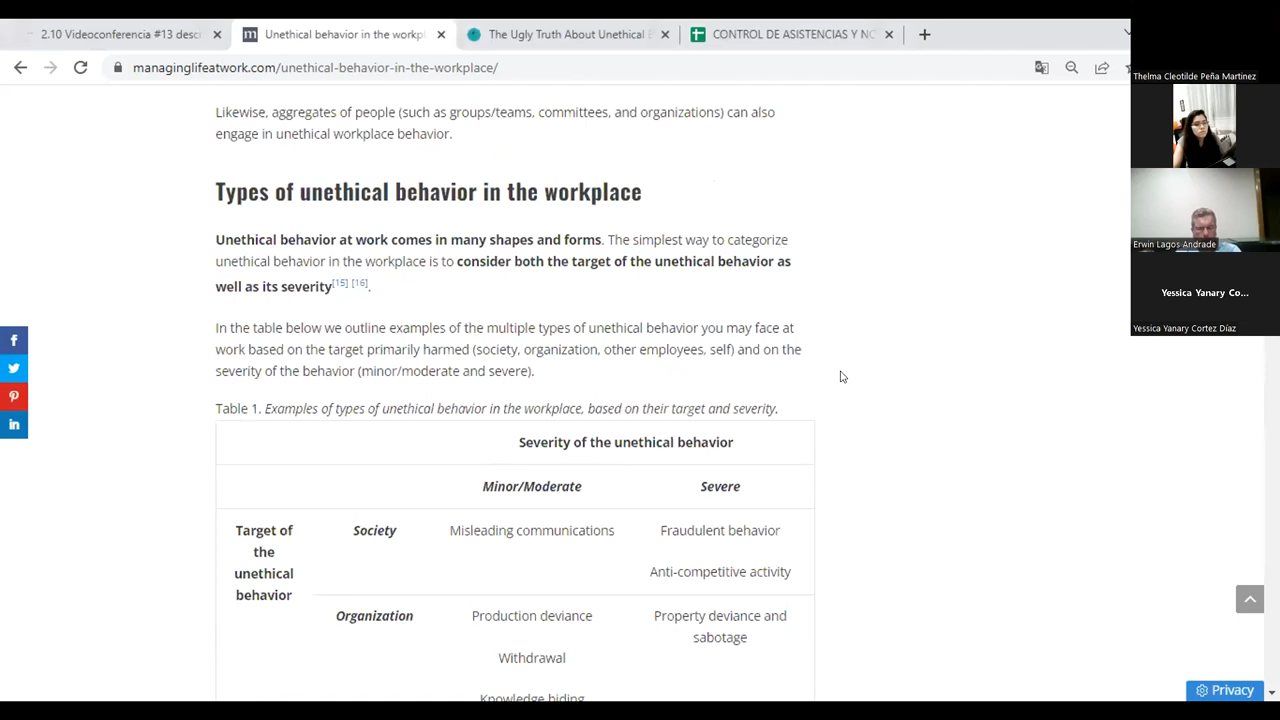 2.10 Videoconferencia #13 desc
Unethical behavior in the workp
The Ugly Truth About Unethical
CONTROL DE ASISTENCIAS Y NO
managinglifeatwork.com/unethical-behavior-in-the-workplace/
Thelma Cleotilde Peña Martinez
Erwin Lagos Andrade
Yessica Yanary Co...
Yessica Yanary Cortez Díaz
Likewise, aggregates of people (such as groups/teams, committees, and organizations) can also
engage in unethical workplace behavior.
Types of unethical behavior in the workplace
Unethical behavior at work comes in many shapes and forms. The simplest way to categorize
unethical behavior in the workplace is to consider both the target of the unethical behavior as
well as its severity[15] [16].
In the table below we outline examples of the multiple types of unethical behavior you may face at
work based on the target primarily harmed (society, organization, other employees, self) and on the
severity of the behavior (minor/moderate and severe).
Table 1. Examples of types of unethical behavior in the workplace, based on their target and severity.
Severity of the unethical behavior
Minor/Moderate
Severe
Target of
the
unethical
behavior
Society
Misleading communications
Fraudulent behavior
Anti-competitive activity
Organization
Production deviance
Withdrawal
Knowledge hiding
Property deviance and
sabotage
Privacy